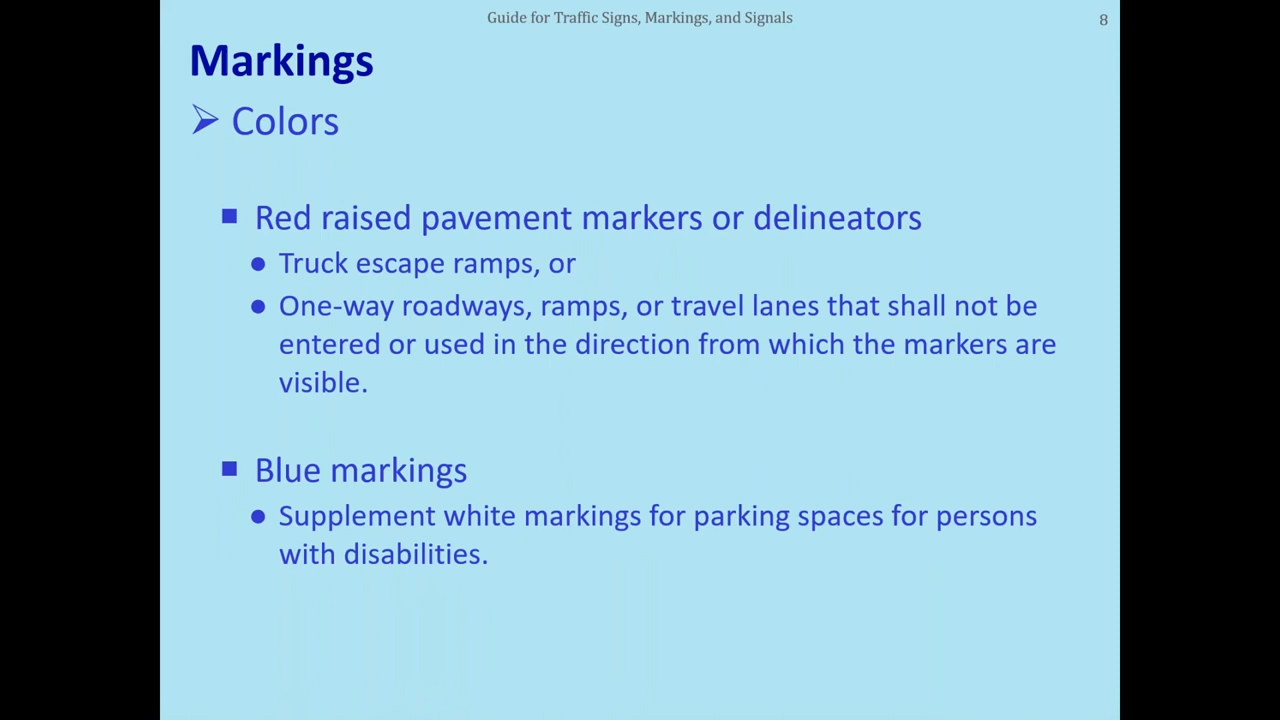 Guide for Traffic Signs, Markings, and Signals
8
Markings
Colors
Red raised pavement markers or delineators
Truck escape ramps, or
One-way roadways, ramps, or travel lanes that shall not be
entered or used in the direction from which the markers are
visible.
Blue markings
Supplement white markings for parking spaces for persons
with disabilities.